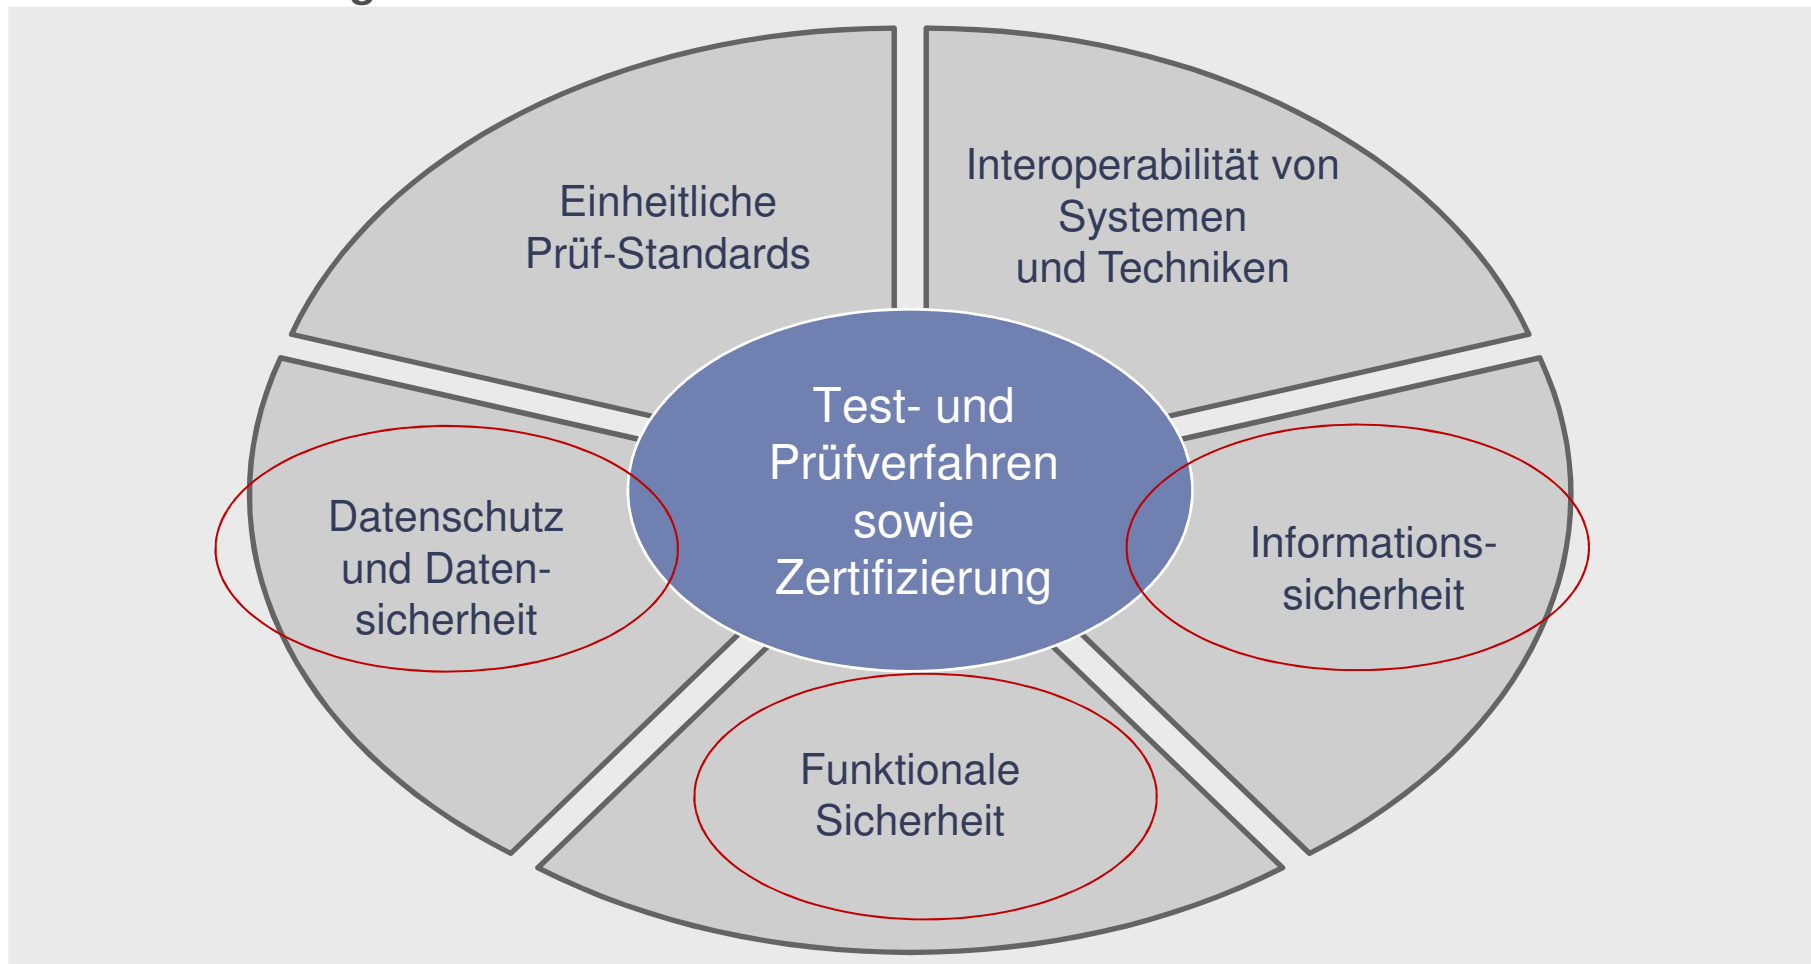 Einheitliche
Prüf-Standards
Interoperabilität von
Systemen
und Techniken
Test- und
Prüfverfahren
sowie
Zertifizierung
Datenschutz
und Daten-
sicherheit
Informations-
sicherheit
Funktionale
Sicherheit